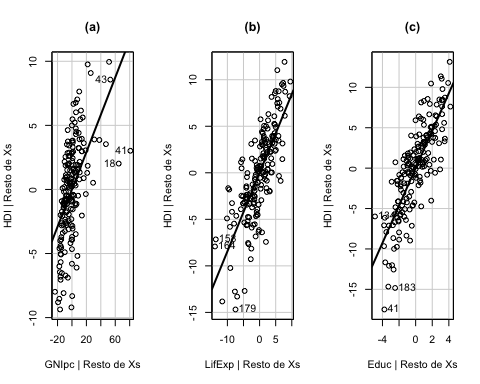 (a) (b) (c)
HDI | Resto de Xs
10
5
0
-5
-10
-20 0 20 60
GNIpc | Resto de Xs
43
41
18
HDI | Resto de Xs
10
5
0
-5
-10
-15
-10 0 5
LifExp | Resto de Xs
179
HDI | Resto de Xs
10
5
0
-5
-10
-15
-4 0 2 4
Educ | Resto de Xs
183
41